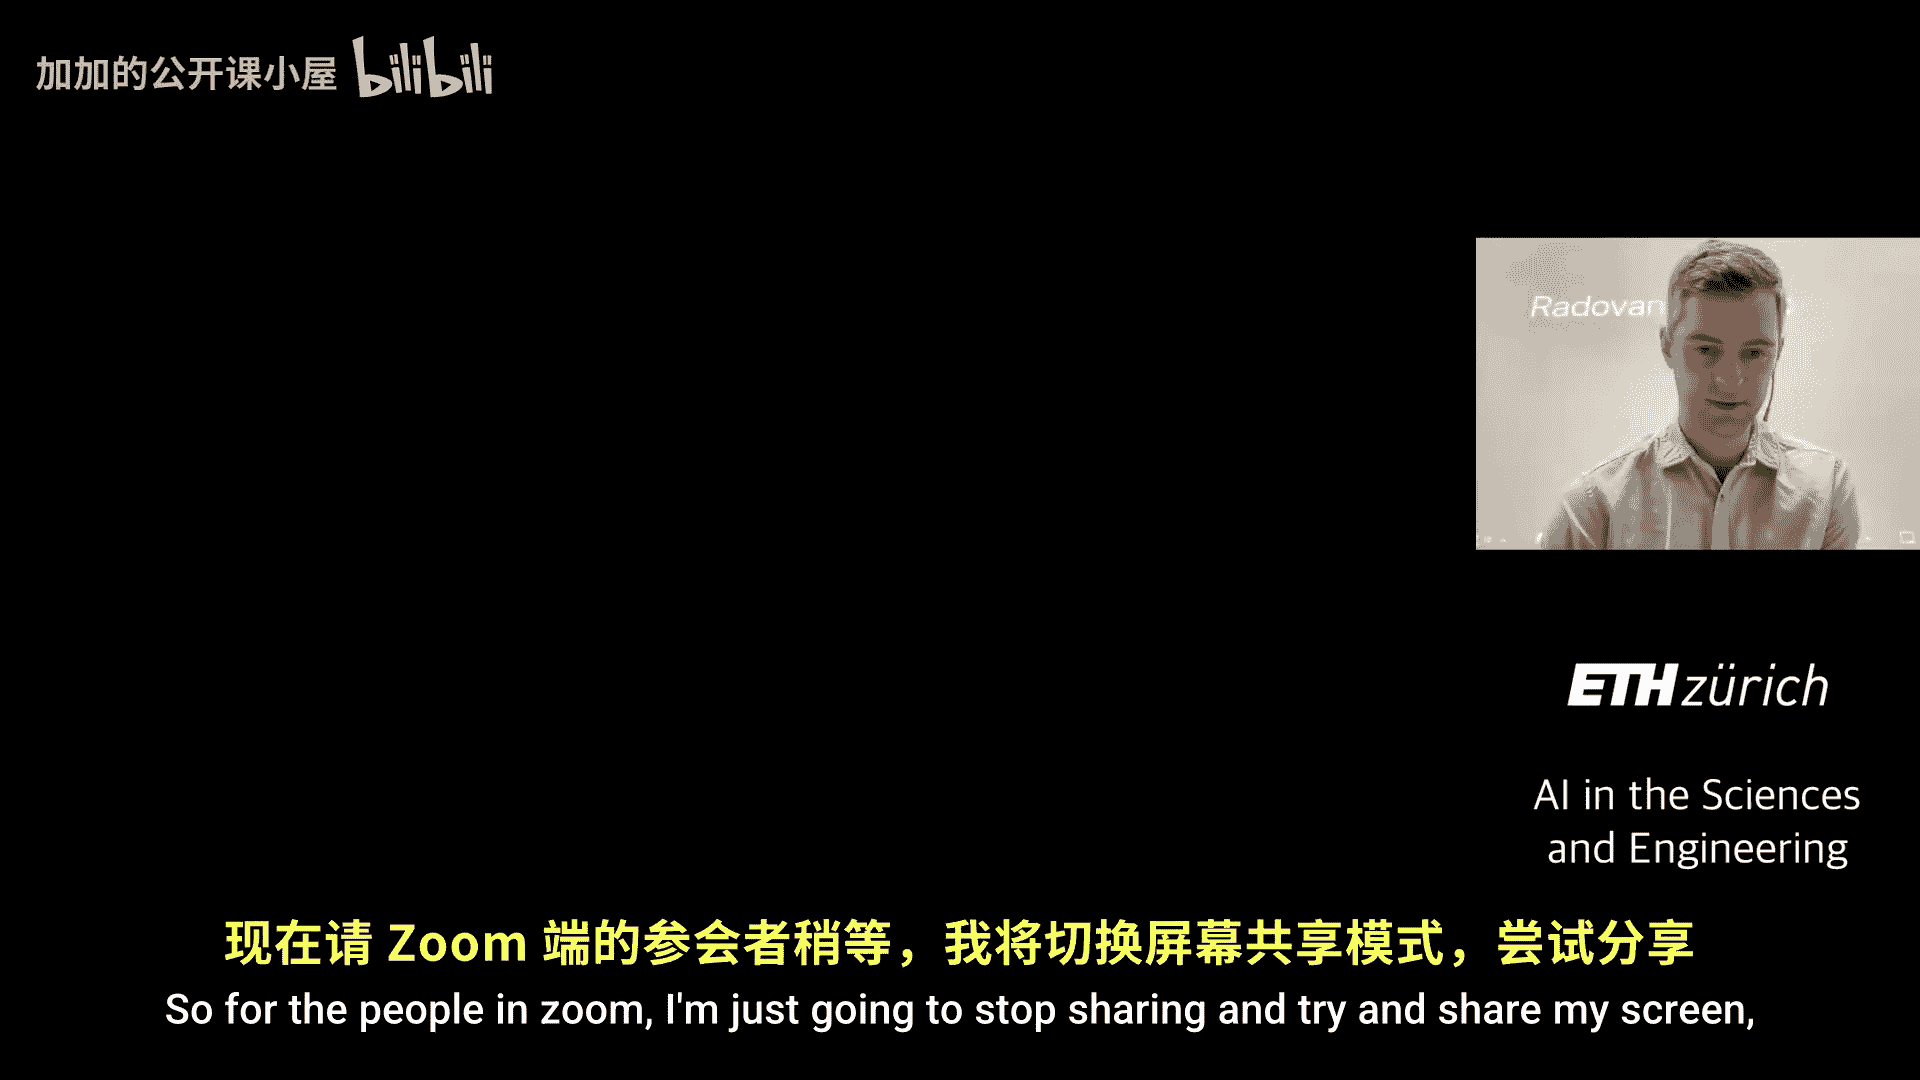 加加的公开课小屋 bilibili
Radovan
ETH zürich
AI in the Sciences
and Engineering
现在请 Zoom 端的参会者稍等，我将切换屏幕共享模式，尝试分享
So for the people in zoom, I'm just going to stop sharing and try and share my screen,